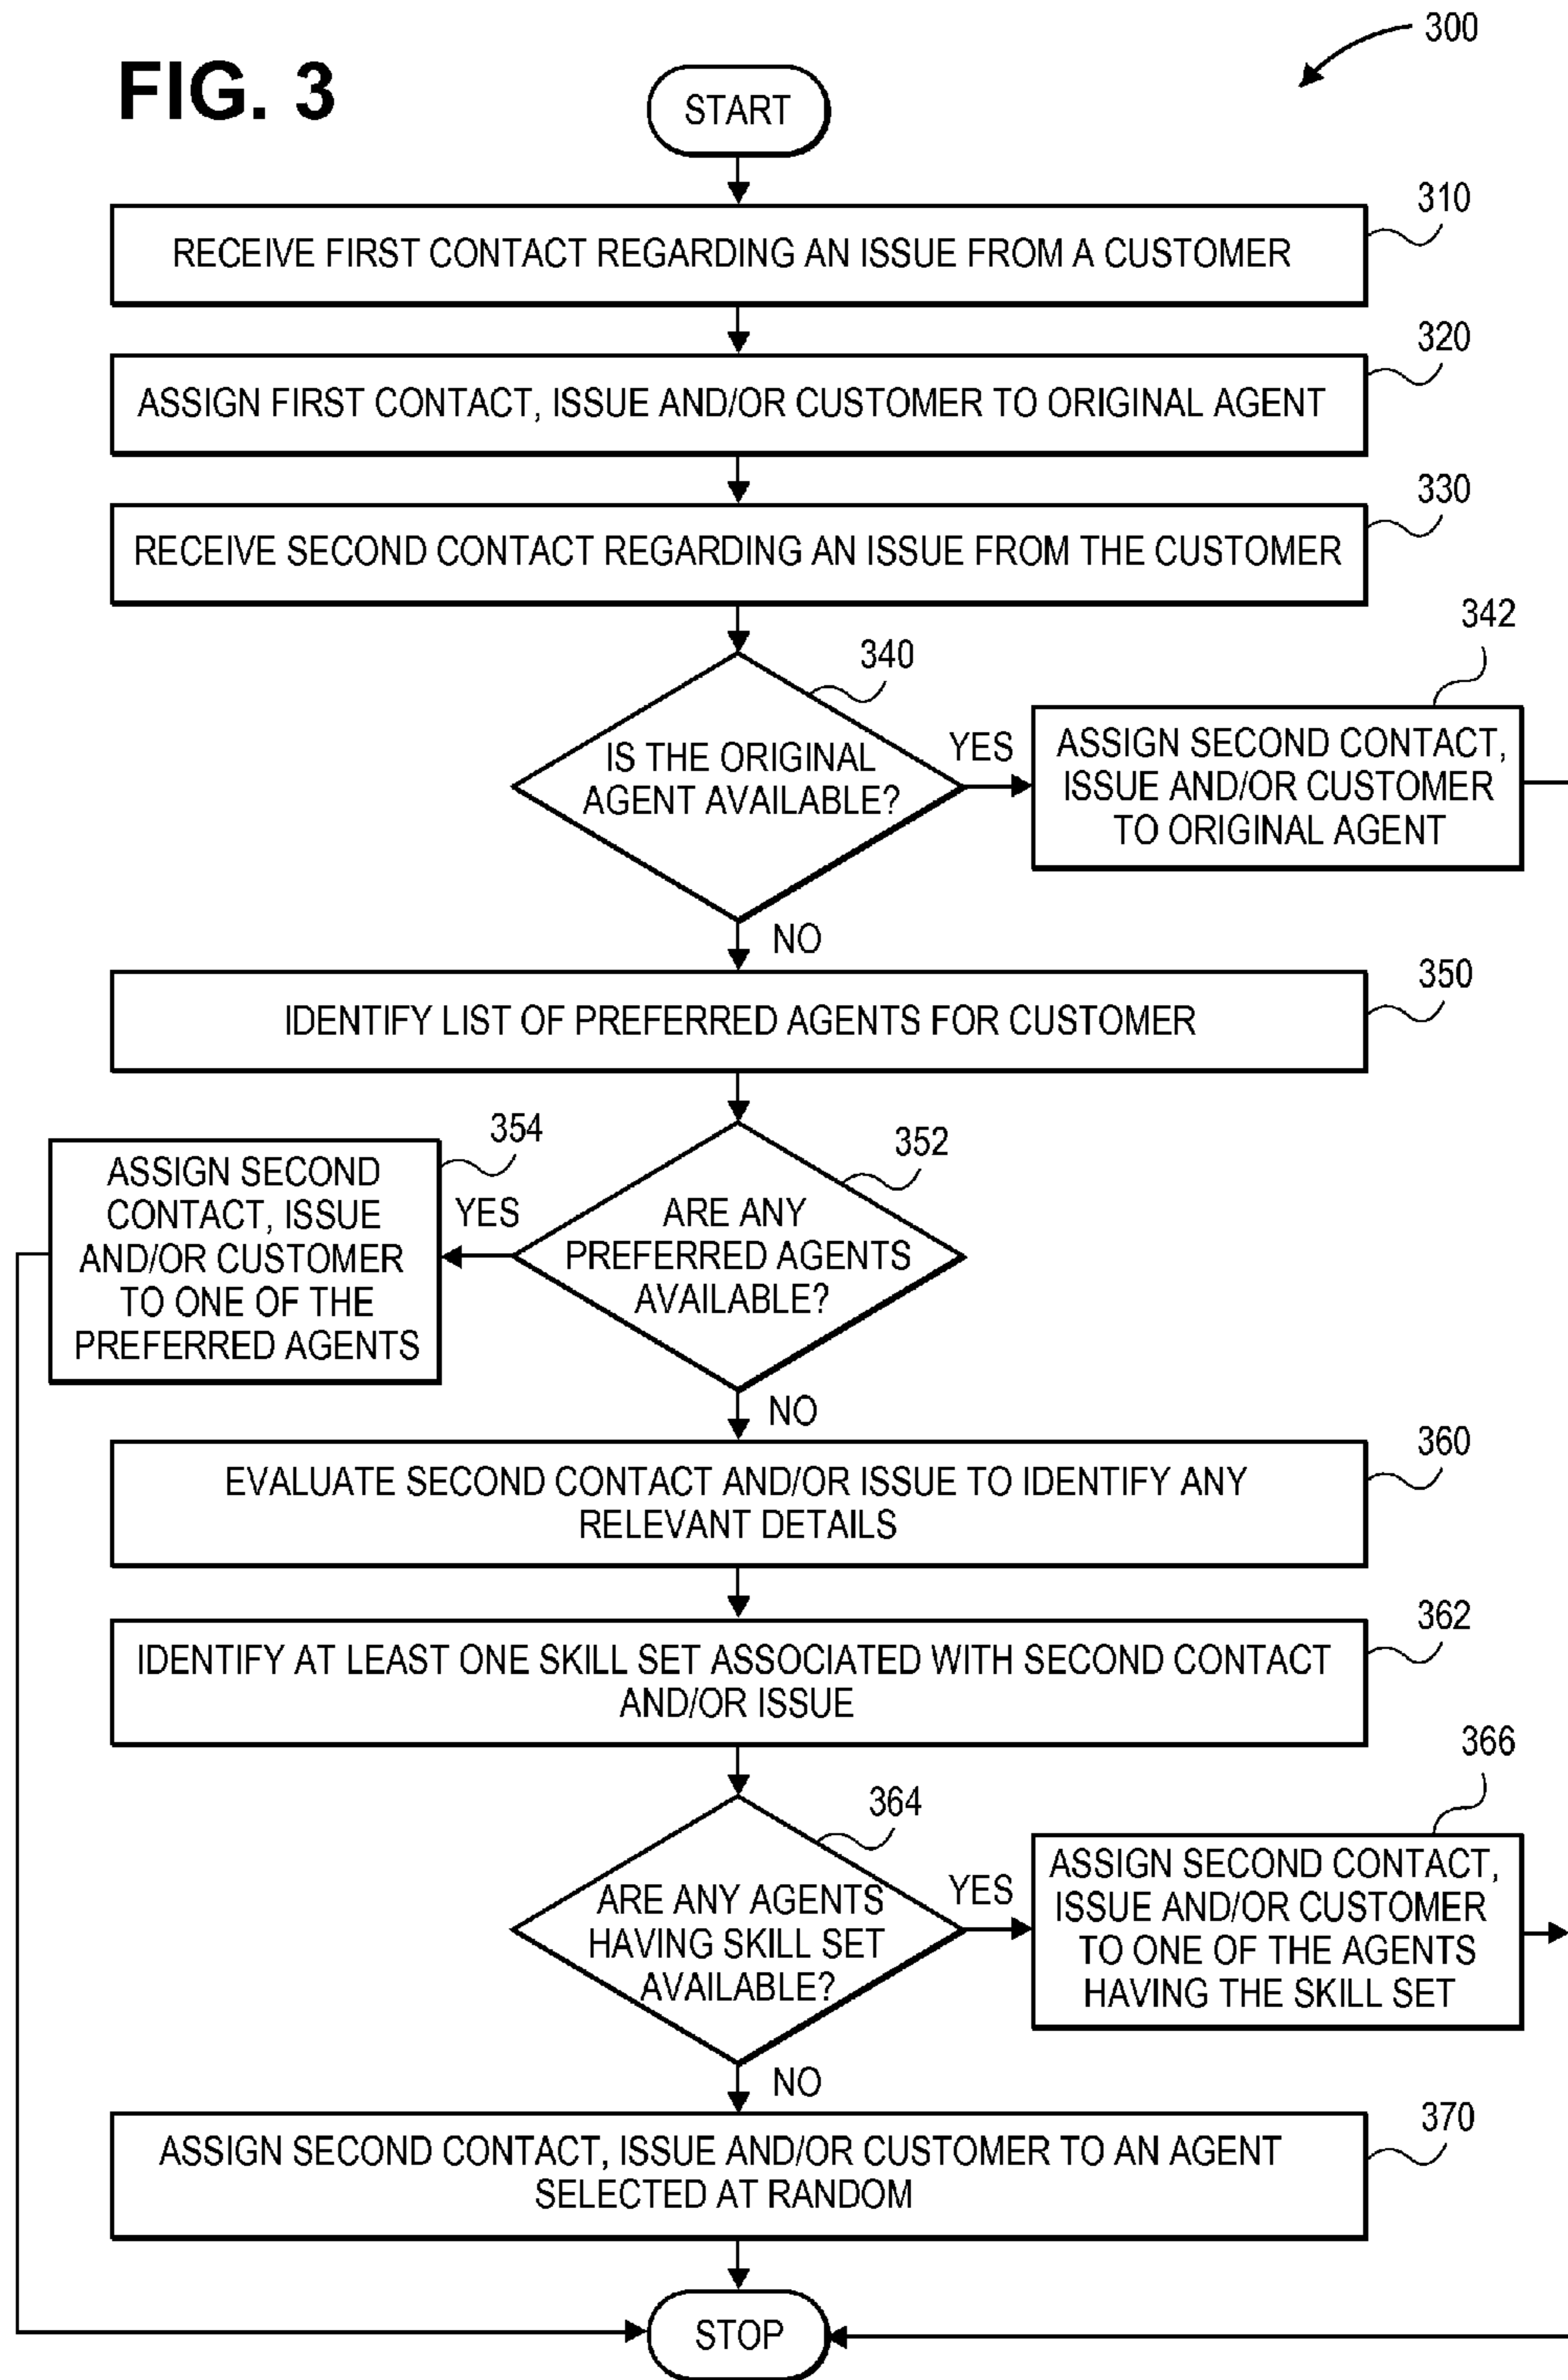 FIG. 3
300
START
310
RECEIVE FIRST CONTACT REGARDING AN ISSUE FROM A CUSTOMER
320
ASSIGN FIRST CONTACT, ISSUE AND/OR CUSTOMER TO ORIGINAL AGENT
330
RECEIVE SECOND CONTACT REGARDING AN ISSUE FROM THE CUSTOMER
340
IS THE ORIGINAL
AGENT AVAILABLE?
YES
342
ASSIGN SECOND CONTACT,
ISSUE AND/OR CUSTOMER
TO ORIGINAL AGENT
NO
350
IDENTIFY LIST OF PREFERRED AGENTS FOR CUSTOMER
352
ARE ANY
PREFERRED AGENTS
AVAILABLE?
YES
354
ASSIGN SECOND
CONTACT, ISSUE
AND/OR CUSTOMER
TO ONE OF THE
PREFERRED AGENTS
NO
360
EVALUATE SECOND CONTACT AND/OR ISSUE TO IDENTIFY ANY
RELEVANT DETAILS
362
IDENTIFY AT LEAST ONE SKILL SET ASSOCIATED WITH SECOND CONTACT
AND/OR ISSUE
364
ARE ANY AGENTS
HAVING SKILL SET
AVAILABLE?
YES
366
ASSIGN SECOND CONTACT,
ISSUE AND/OR CUSTOMER
TO ONE OF THE AGENTS
HAVING THE SKILL SET
NO
370
ASSIGN SECOND CONTACT, ISSUE AND/OR CUSTOMER TO AN AGENT
SELECTED AT RANDOM
STOP